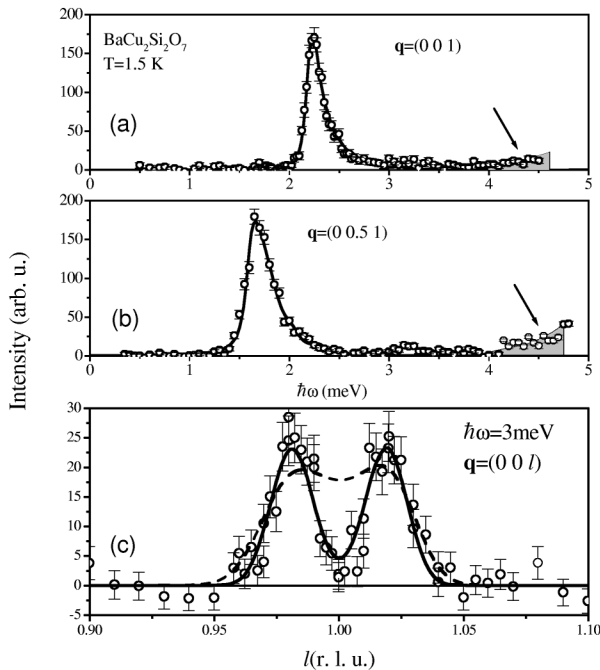 200
150
100
50
0
BaCu₂Si₂O₇
T=1.5 K
q=(0 0 1)
(a)
0 1 2 3 4 5
200
150
100
50
0
q=(0 0.5 1)
(b)
0 1 2 3 4 5
ħω (meV)
Intensity (arb. u.)
30
25
20
15
10
5
0
-5
ħω=3meV
q=(0 0 l)
(c)
0.90 0.95 1.00 1.05 1.10
l(r. l. u.)